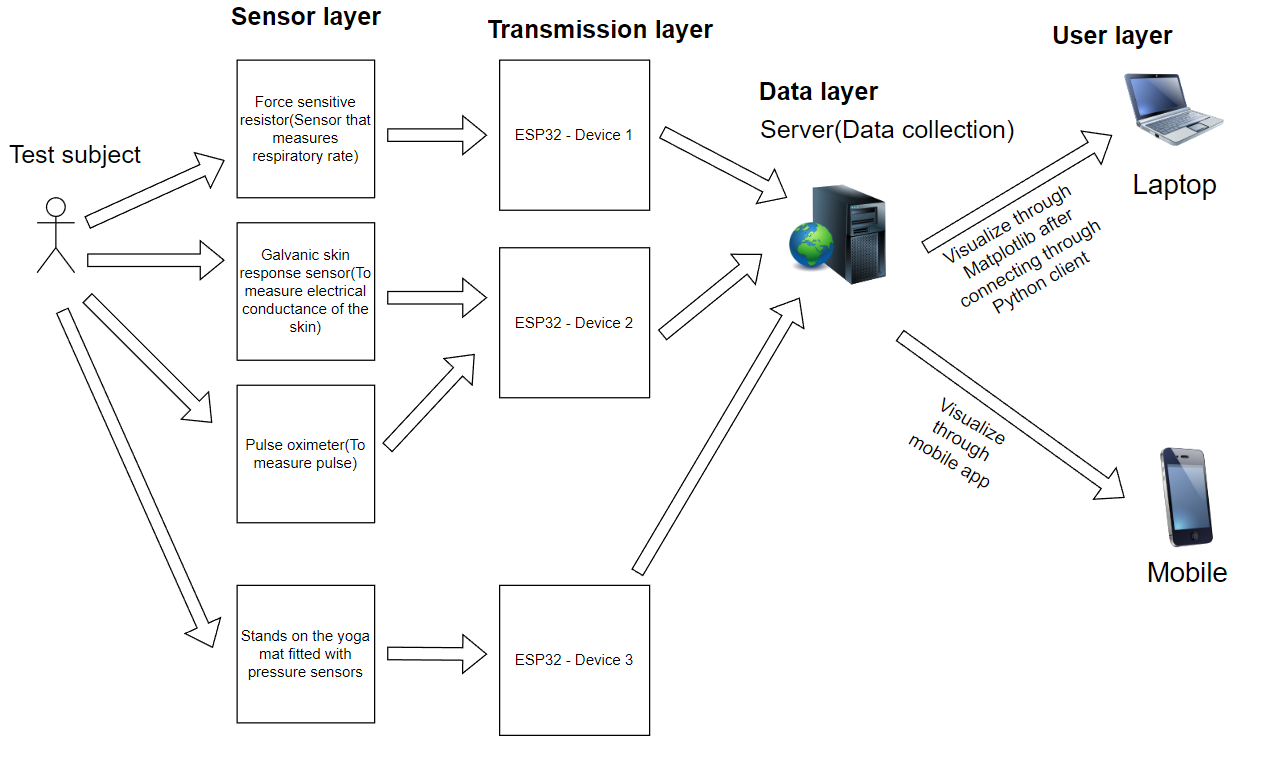 Sensor layer
Transmission layer
User layer
Data layer
Server(Data collection)
Test subject
Force sensitive
resistor(Sensor that
measures
respiratory rate)
ESP32 - Device 1
Laptop
Galvanic skin
response sensor(To
measure electrical
conductance of the
skin)
ESP32 - Device 2
Visualize through
Matplotlib after
connecting through
Python client
Pulse oximeter(To
measure pulse)
Visualize
through
mobile app
Mobile
Stands on the yoga
mat fitted with
pressure sensors
ESP32 - Device 3